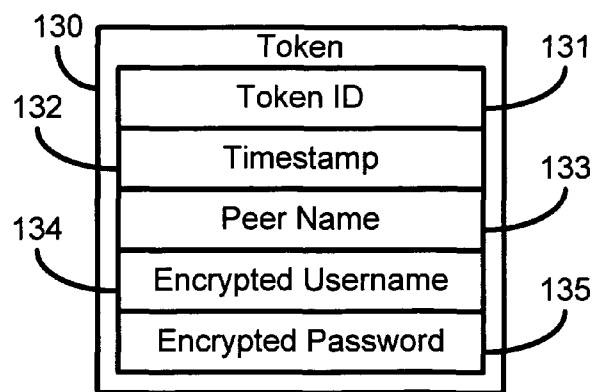 130
Token
131
Token ID
132
Timestamp
Peer Name
133
134
Encrypted Username
135
Encrypted Password